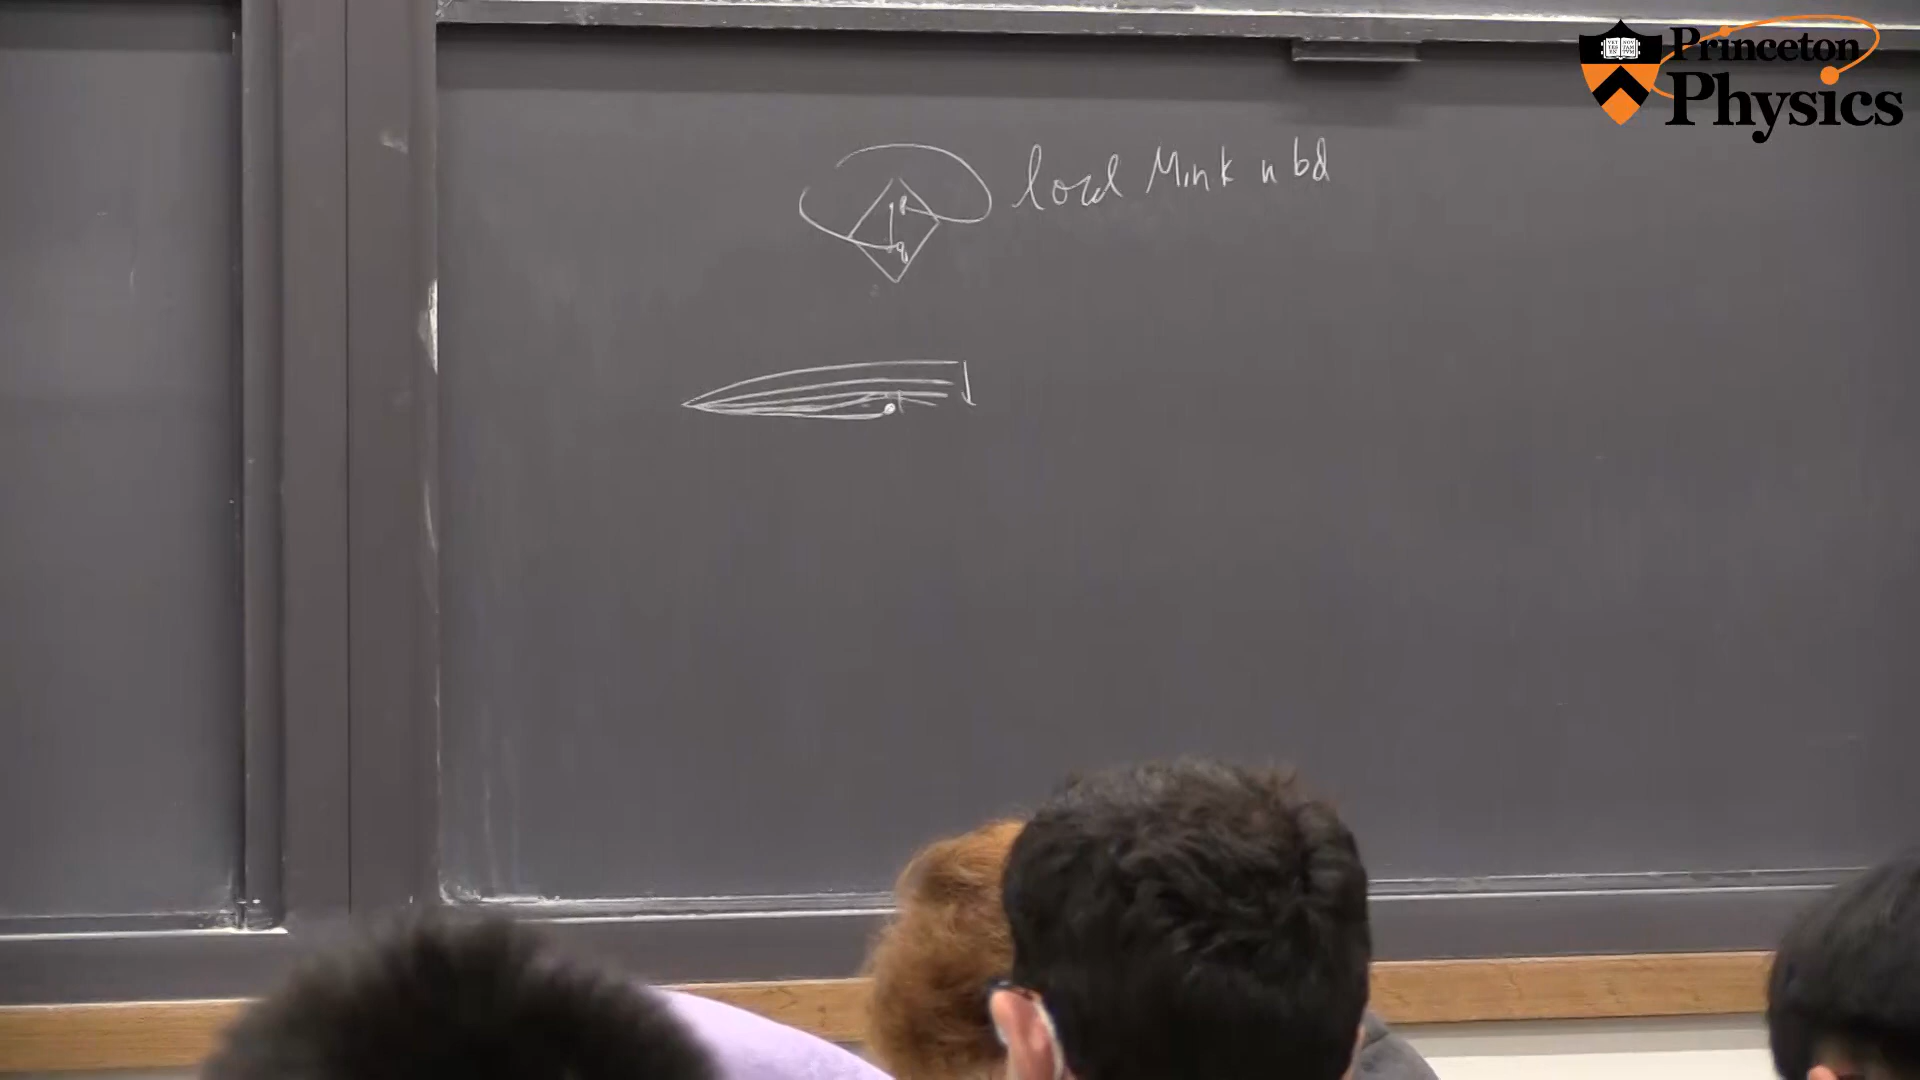 Princeton
Physics
local Mink nbd
p
q